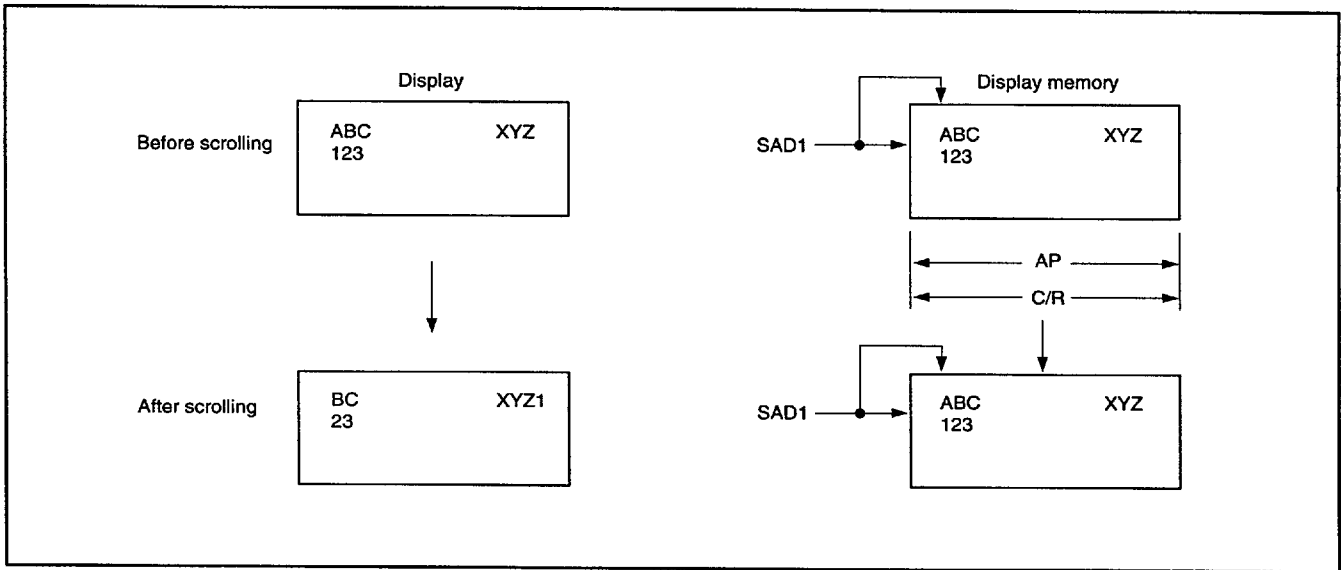 Display
Before scrolling
ABC XYZ
123
After scrolling
BC XYZ1
23
Display memory
SAD1
ABC XYZ
123
AP
C/R
SAD1
ABC XYZ
123